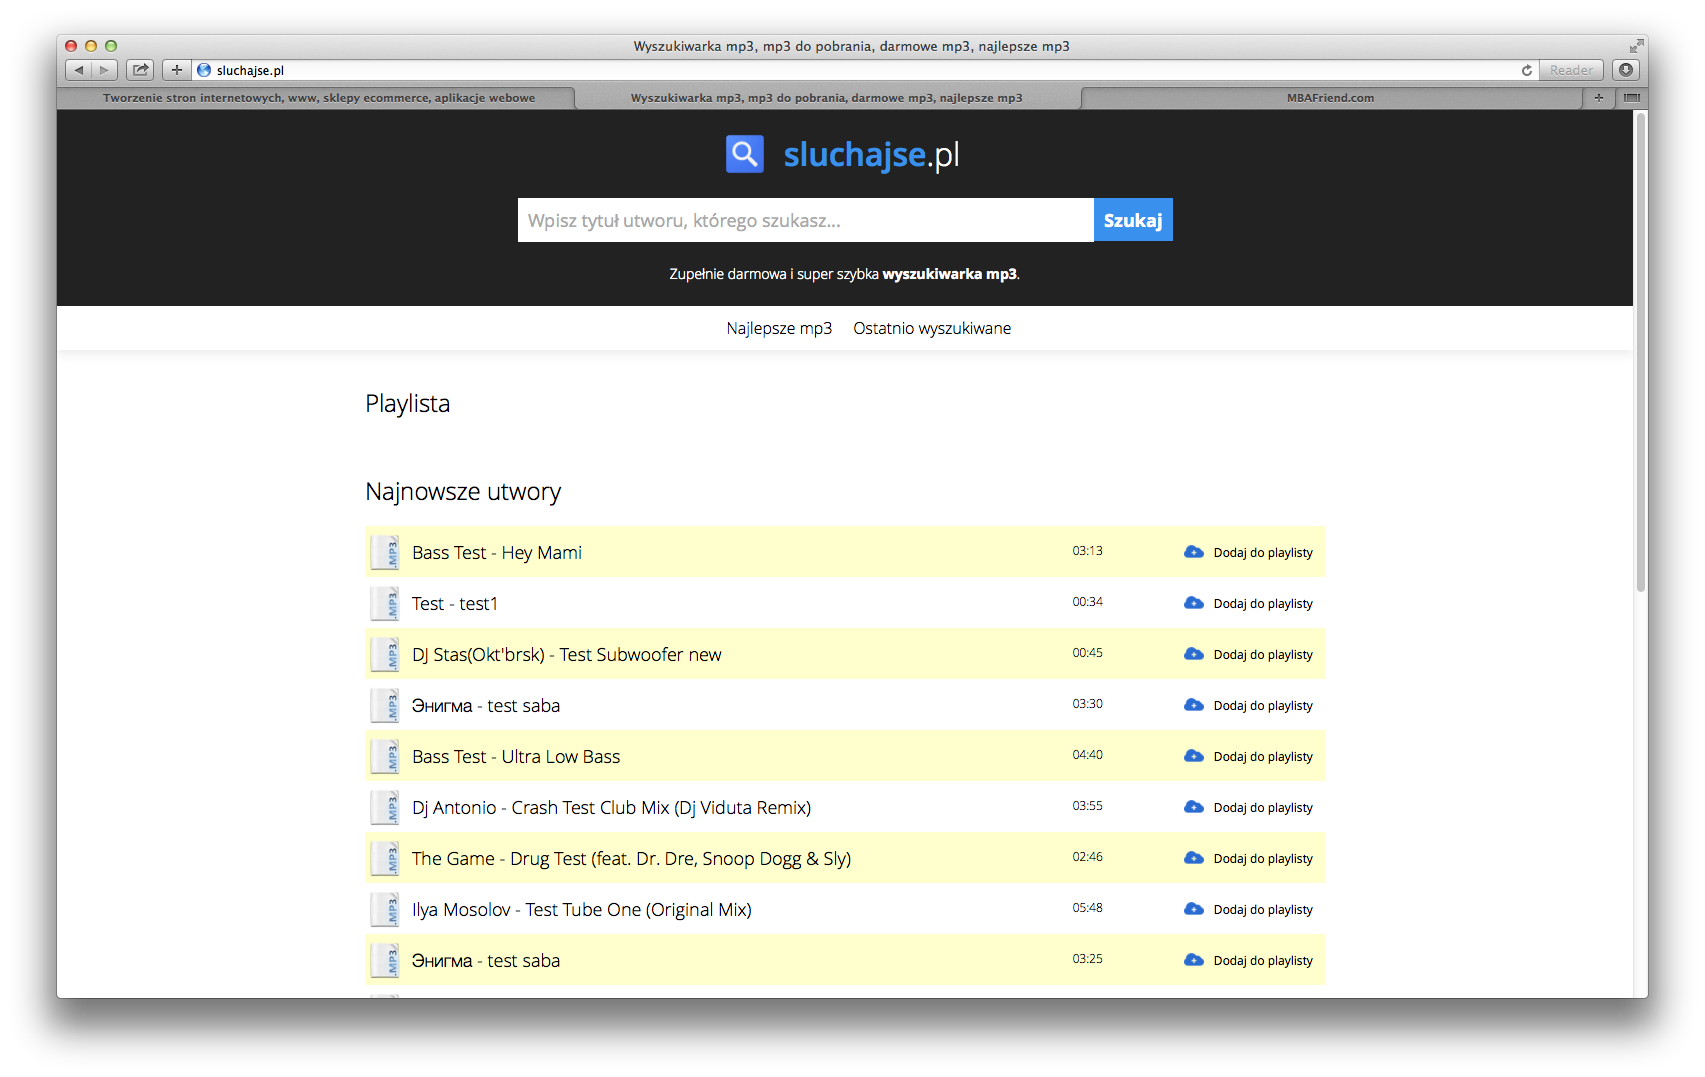 Wyszukiwarka mp3, mp3 do pobrania, darmowe mp3, najlepsze mp3
sluchajse.pl
Reader
Tworzenie stron internetowych, www, sklepy ecommerce, aplikacje webowe
Wyszukiwarka mp3, mp3 do pobrania, darmowe mp3, najlepsze mp3
MBAFriend.com
sluchajse.pl
Wpisz tytuł utworu, którego szukasz...
Szukaj
Zupełnie darmowa i super szybka wyszukiwarka mp3.
Najlepsze mp3 Ostatnio wyszukiwane
Playlista
Najnowsze utwory
.MP3 Bass Test - Hey Mami 03:13 Dodaj do playlisty
.MP3 Test - test1 00:34 Dodaj do playlisty
.MP3 DJ Stas(Okt'brsk) - Test Subwoofer new 00:45 Dodaj do playlisty
.MP3 Энигма - test saba 03:30 Dodaj do playlisty
.MP3 Bass Test - Ultra Low Bass 04:40 Dodaj do playlisty
.MP3 Dj Antonio - Crash Test Club Mix (Dj Viduta Remix) 03:55 Dodaj do playlisty
.MP3 The Game - Drug Test (feat. Dr. Dre, Snoop Dogg & Sly) 02:46 Dodaj do playlisty
.MP3 Ilya Mosolov - Test Tube One (Original Mix) 05:48 Dodaj do playlisty
.MP3 Энигма - test saba 03:25 Dodaj do playlisty